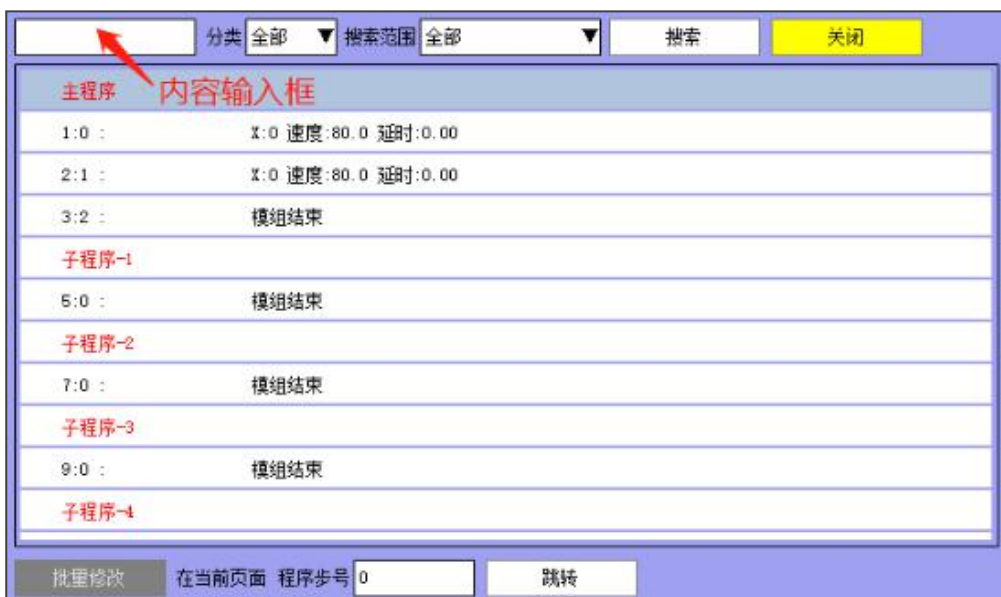 分类 全部 ▼ 搜索范围 全部 ▼ 搜索 关闭
主程序 内容输入框
1:0 : X:0 速度:80.0 延时:0.00
2:1 : X:0 速度:80.0 延时:0.00
3:2 : 模组结束
子程序-1
5:0 : 模组结束
子程序-2
7:0 : 模组结束
子程序-3
9:0 : 模组结束
子程序-4
批量修改 在当前页面 程序步号 0 跳转